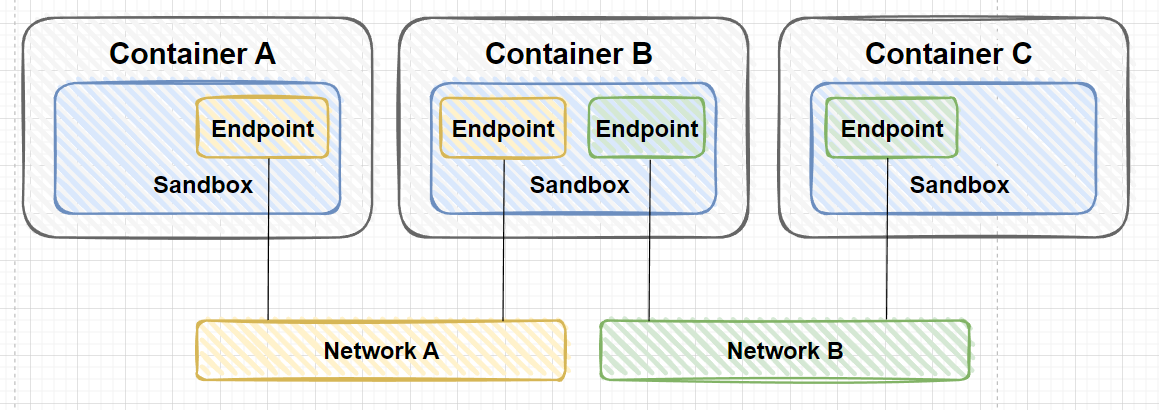 Container A
Container B
Container C
Endpoint
Endpoint
Endpoint
Endpoint
Sandbox
Sandbox
Sandbox
Network A
Network B